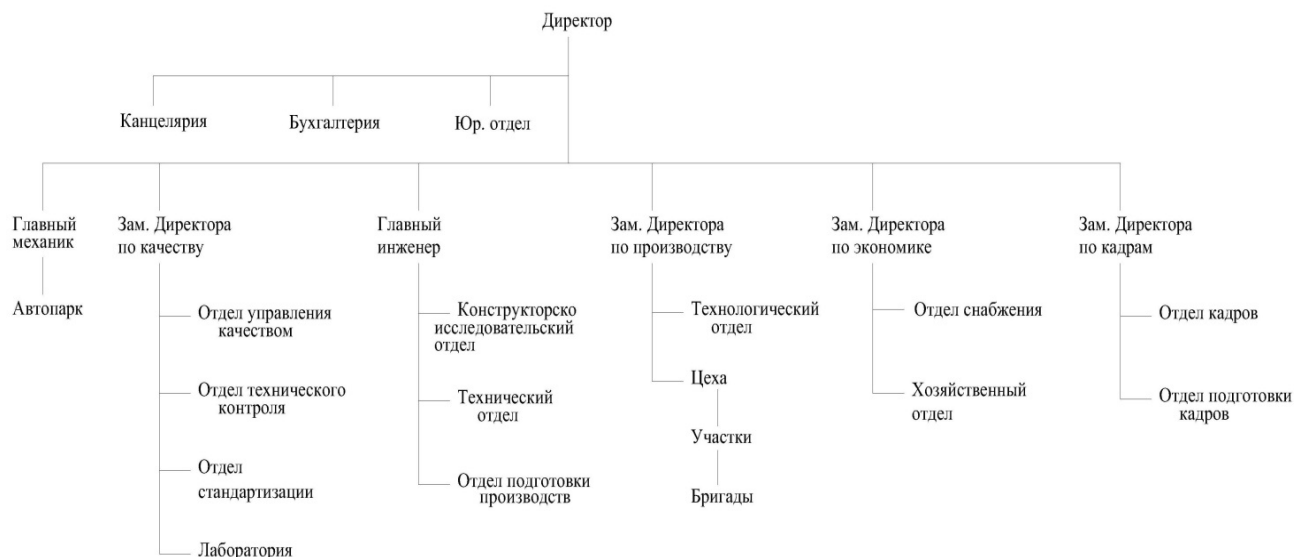 Директор
Канцелярия
Бухгалтерия
Юр. отдел
Главный
механик
Автопарк
Зам. Директора
по качеству
Отдел управления
качеством
Отдел технического
контроля
Отдел
стандартизации
Лаборатория
Главный
инженер
Конструкторско
исследовательский
отдел
Технический
отдел
Отдел подготовки
производств
Зам. Директора
по производству
Технологический
отдел
Цеха
Участки
Бригады
Зам. Директора
по экономике
Отдел снабжения
Хозяйственный
отдел
Зам. Директора
по кадрам
Отдел кадров
Отдел подготовки
кадров